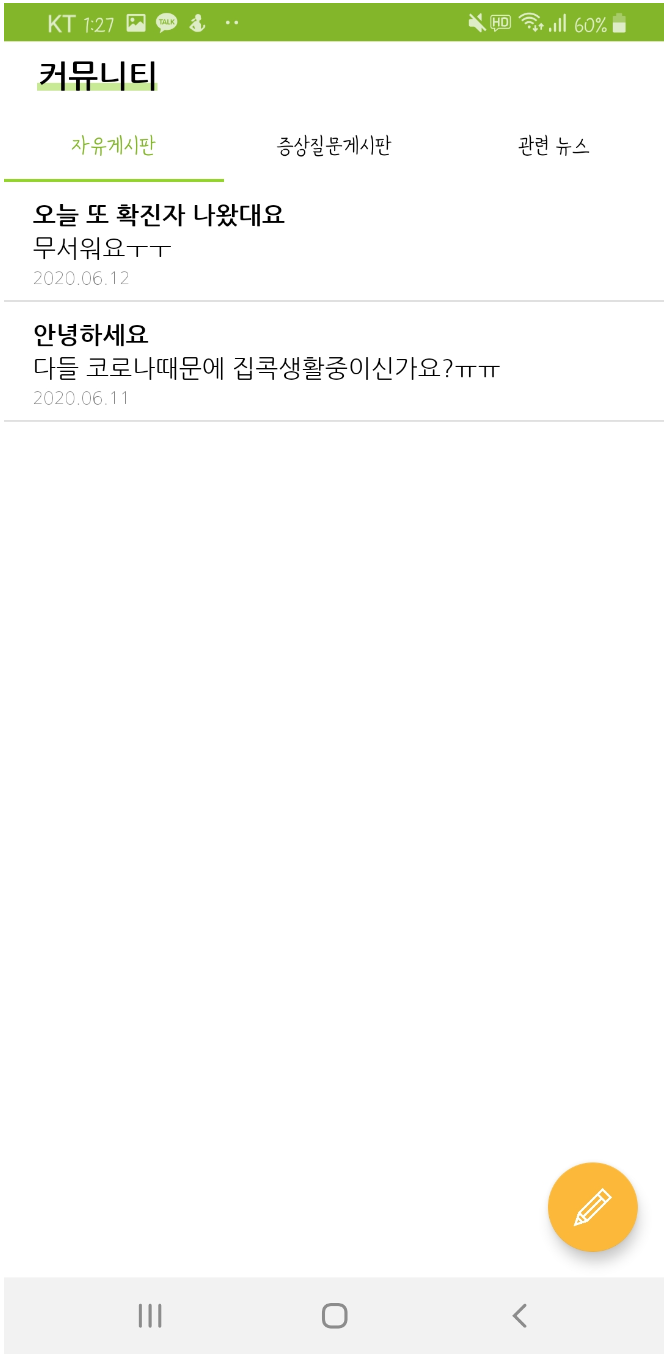 KT 1:27 TALK HD 60%
커뮤니티
자유게시판 증상질문게시판 관련 뉴스
오늘 또 확진자 나왔대요
무서워요ㅜㅜ
2020.06.12
안녕하세요
다들 코로나때문에 집콕생활중이신가요?ㅠㅠ
2020.06.11